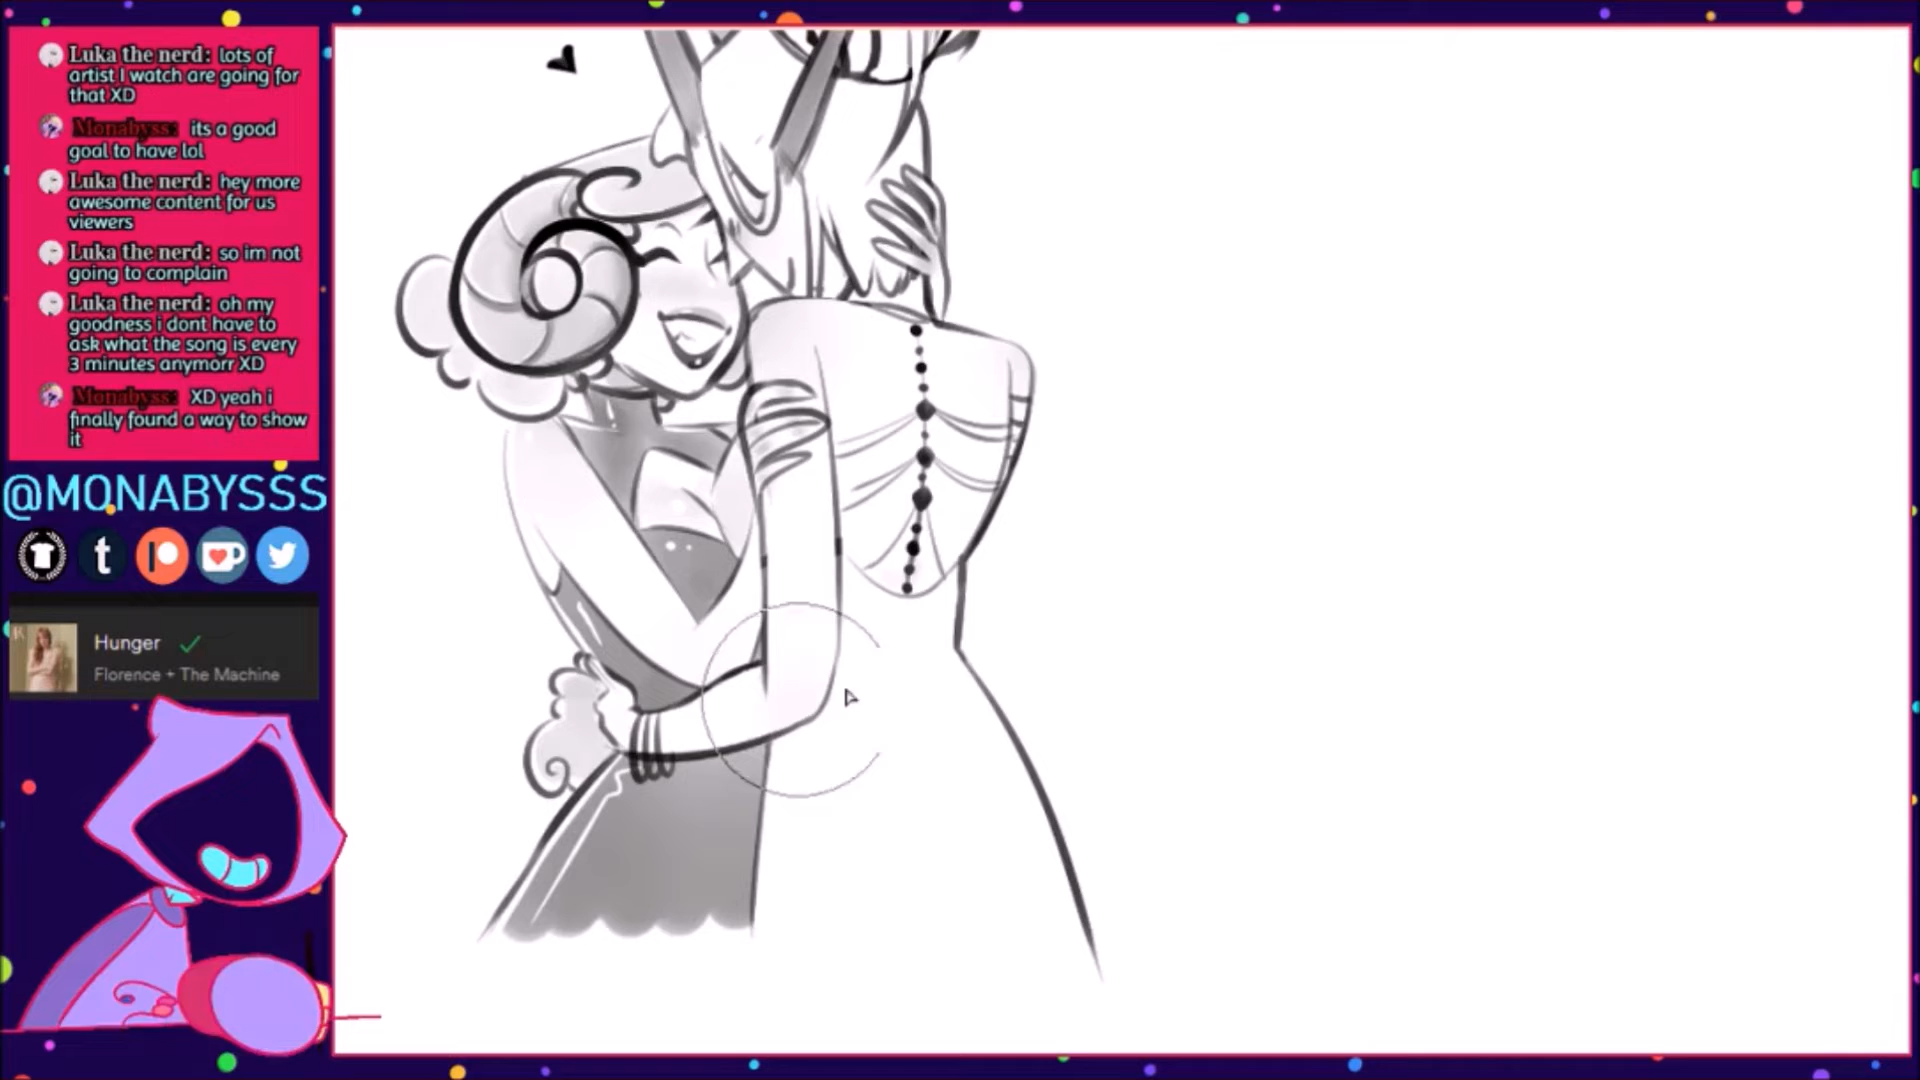 Luka the nerd: lots of
artist I watch are going for
that XD
Monabyss: its a good
goal to have lol
Luka the nerd: hey more
awesome content for us
viewers
Luka the nerd: so im not
going to complain
Luka the nerd: oh my
goodness i dont have to
ask what the song is every
3 minutes anymorr XD
Monabyss: XD yeah i
finally found a way to show
it
@MONABYSSS
t
Hunger
Florence + The Machine